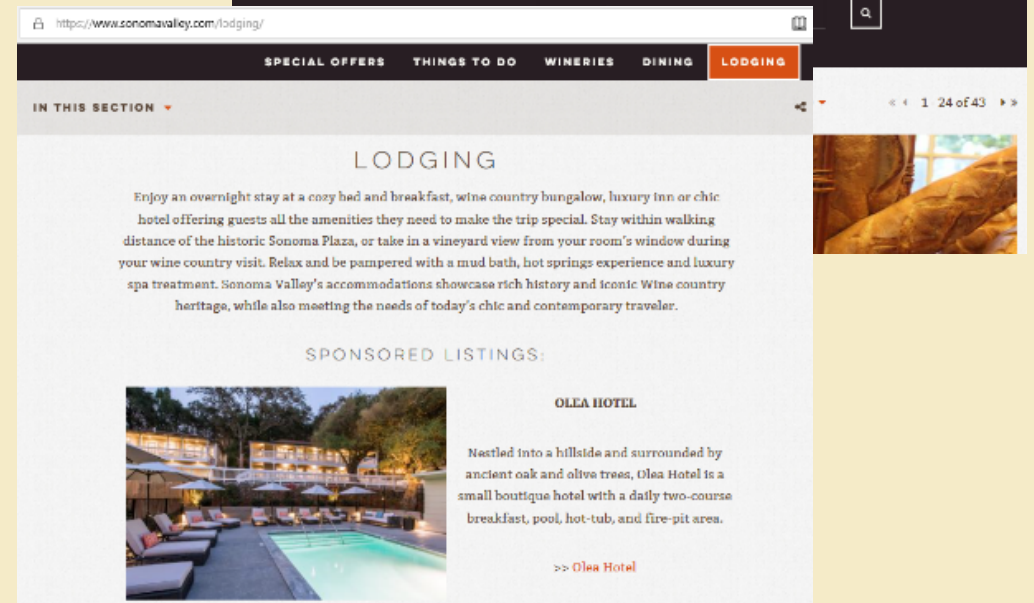 https://www.sonomavalley.com/lodging/
SPECIAL OFFERS THINGS TO DO WINERIES DINING LODGING
IN THIS SECTION
1 - 24 of 43
LODGING
Enjoy an overnight stay at a cozy bed and breakfast, wine country bungalow, luxury inn or chic
hotel offering guests all the amenities they need to make the trip special. Stay within walking
distance of the historic Sonoma Plaza, or take in a vineyard view from your room's window during
your wine country visit. Relax and be pampered with a mud bath, hot springs experience and luxury
spa treatment. Sonoma Valley's accommodations showcase rich history and iconic Wine country
heritage, while also meeting the needs of today's chic and contemporary traveler.
SPONSORED LISTINGS:
OLEA HOTEL
Nestled into a hillside and surrounded by
ancient oak and olive trees, Olea Hotel is a
small boutique hotel with a daily two-course
breakfast, pool, hot-tub, and fire-pit area.
>> Olea Hotel